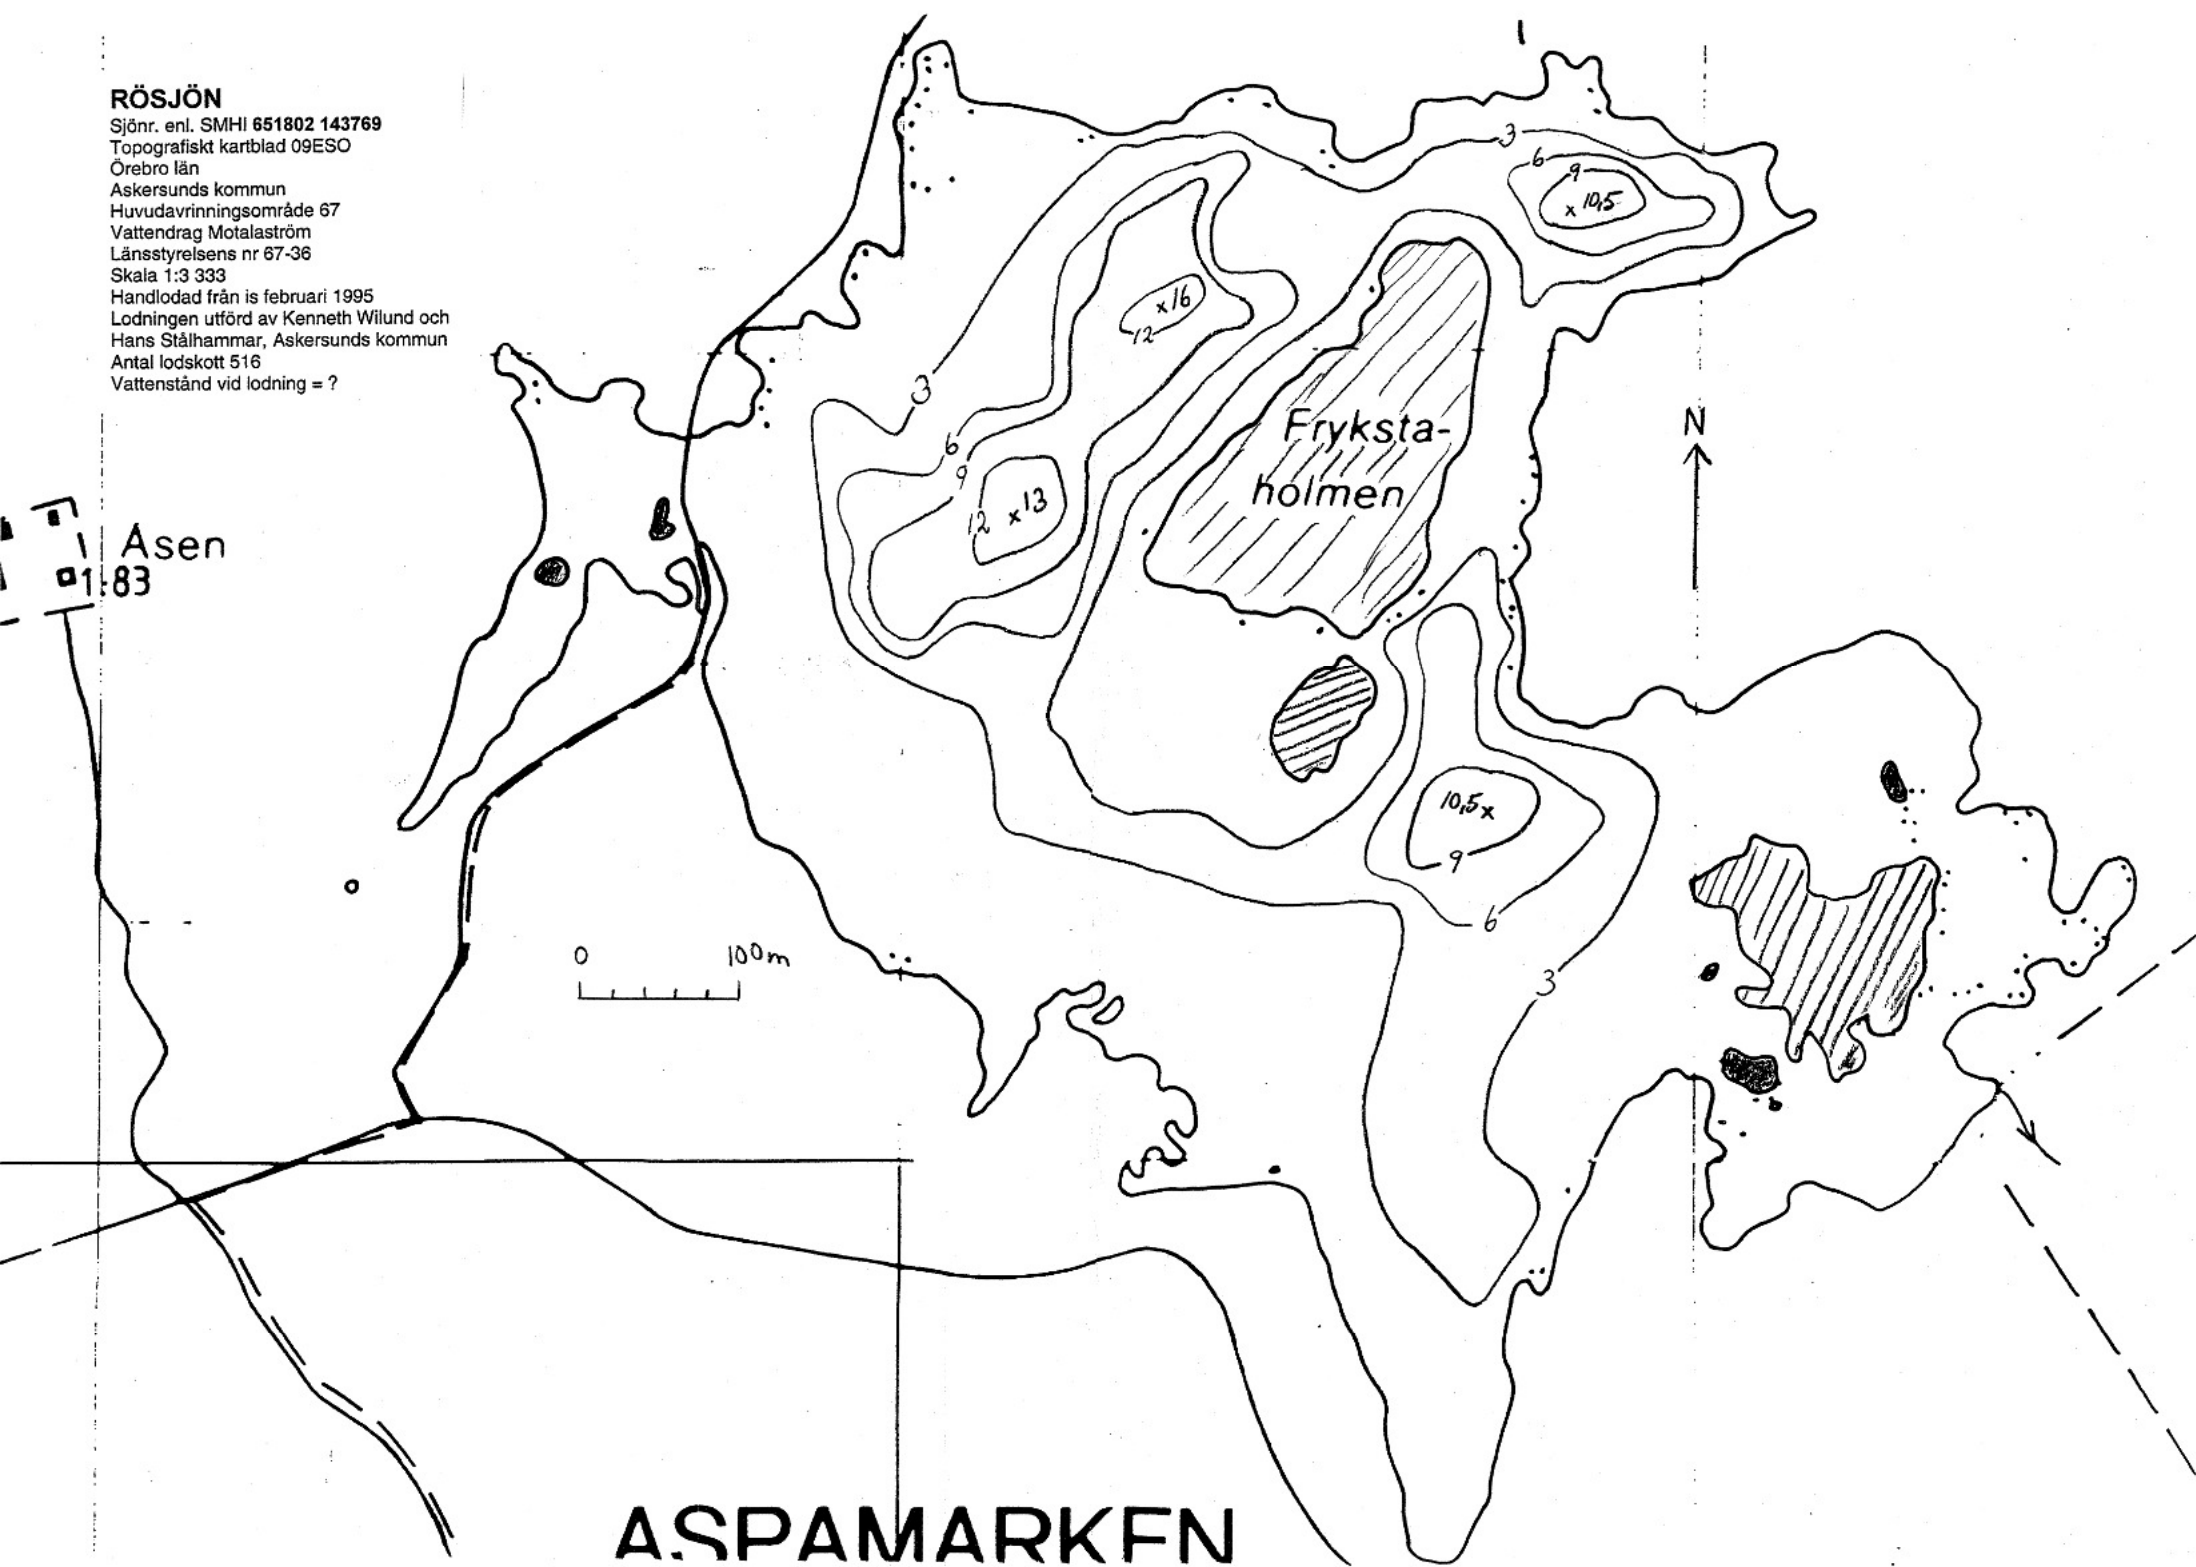 RÖSJÖN
Sjönr. enl. SMHI 651802 143769
Topografiskt kartblad 09ESO
Örebro län
Askersunds kommun
Huvudavrinningsområde 67
Vattendrag Motalaström
Länsstyrelsens nr 67-36
Skala 1:3 333
Handlodad från is februari 1995
Lodningen utförd av Kenneth Wilund och
Hans Stålhammar, Askersunds kommun
Antal lodskott 516
Vattenstånd vid lodning = ?
3
6
9
x 10,5
x16
12
3
Fryksta-
holmen
N
6
9
12 x13
Åsen
1:83
10,5x
9
6
0 100m
3
ASPAMARKEN